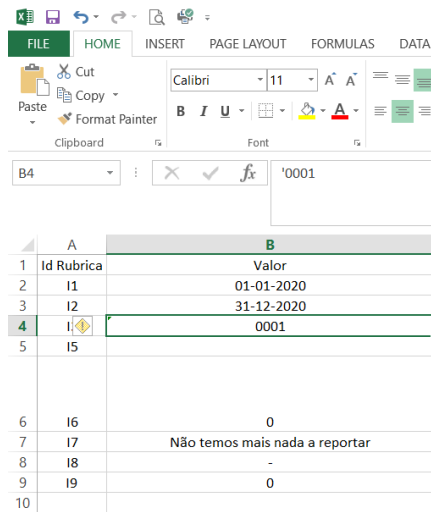 FILE HOME INSERT PAGE LAYOUT FORMULAS DATA
Cut
Copy
Format Painter
Paste
Clipboard
Calibri 11 A A
B I U A
Font
B4 fx '0001
A B
1 Id Rubrica Valor
2 I1 01-01-2020
3 I2 31-12-2020
4 0001
5 I5
6 I6 0
7 I7 Não temos mais nada a reportar
8 I8 -
9 I9 0
10